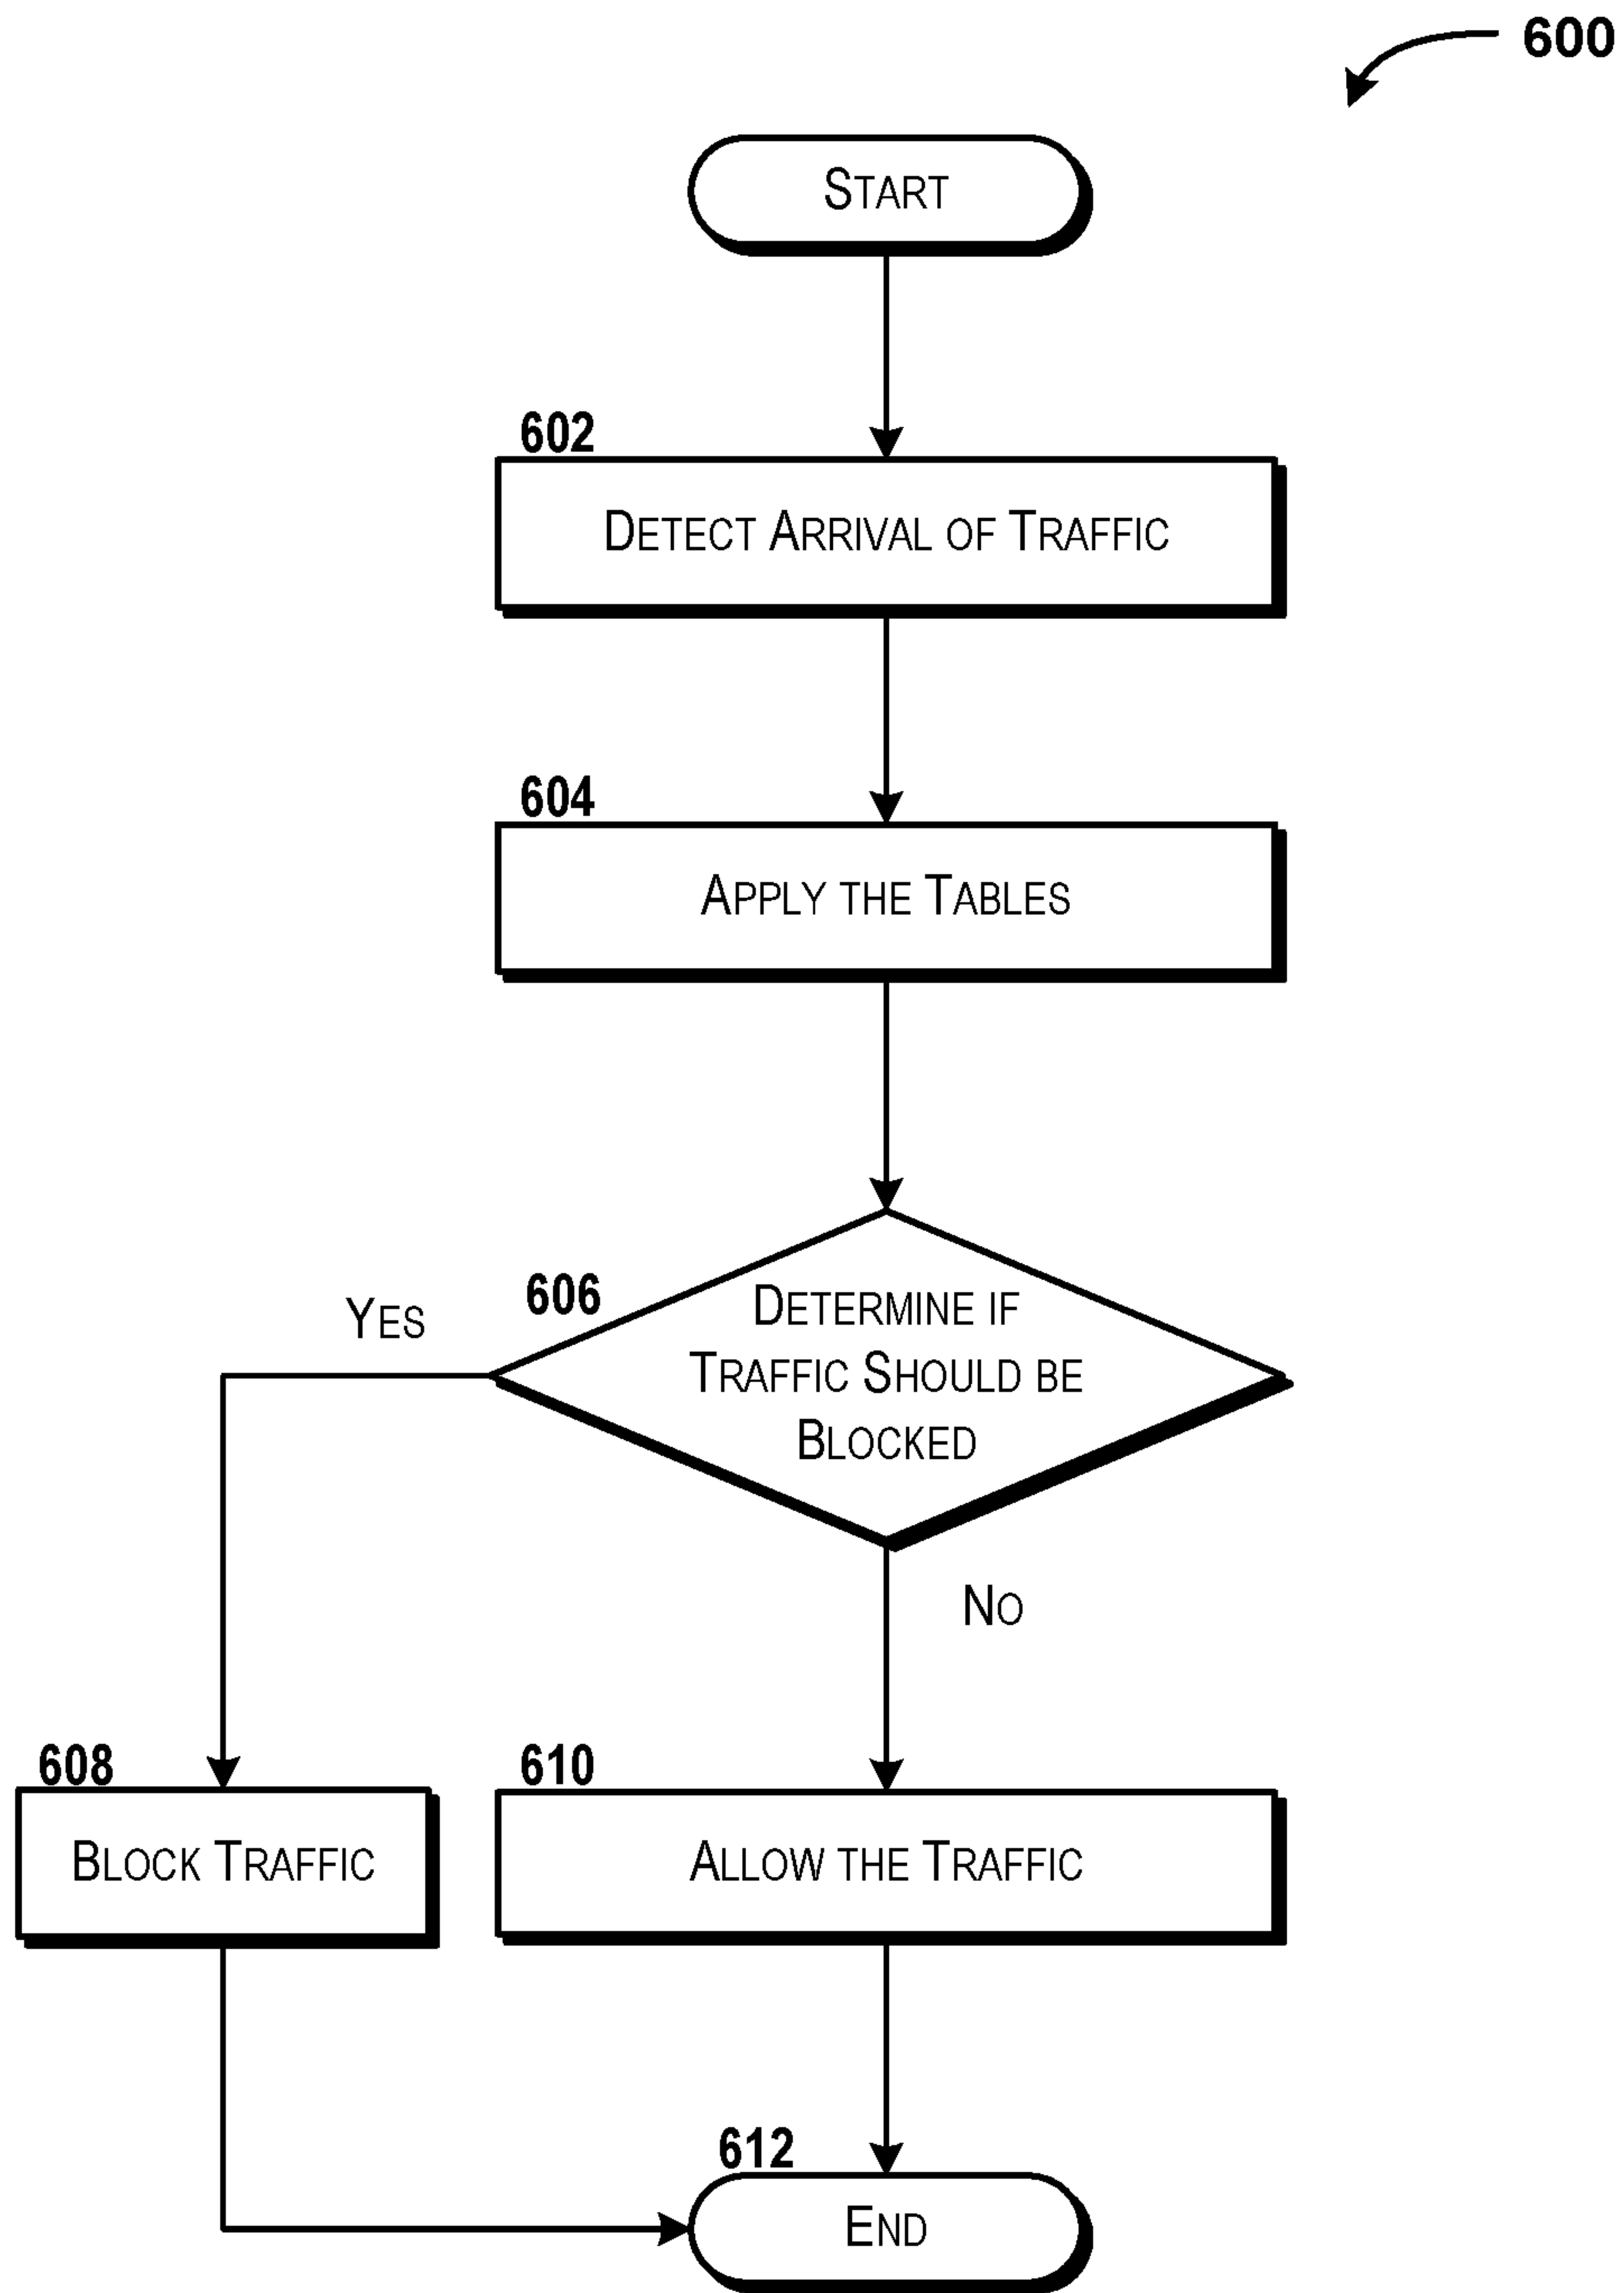 600
START
602
DETECT ARRIVAL OF TRAFFIC
604
APPLY THE TABLES
606
DETERMINE IF
TRAFFIC SHOULD BE
BLOCKED
YES
NO
608
BLOCK TRAFFIC
610
ALLOW THE TRAFFIC
612
END